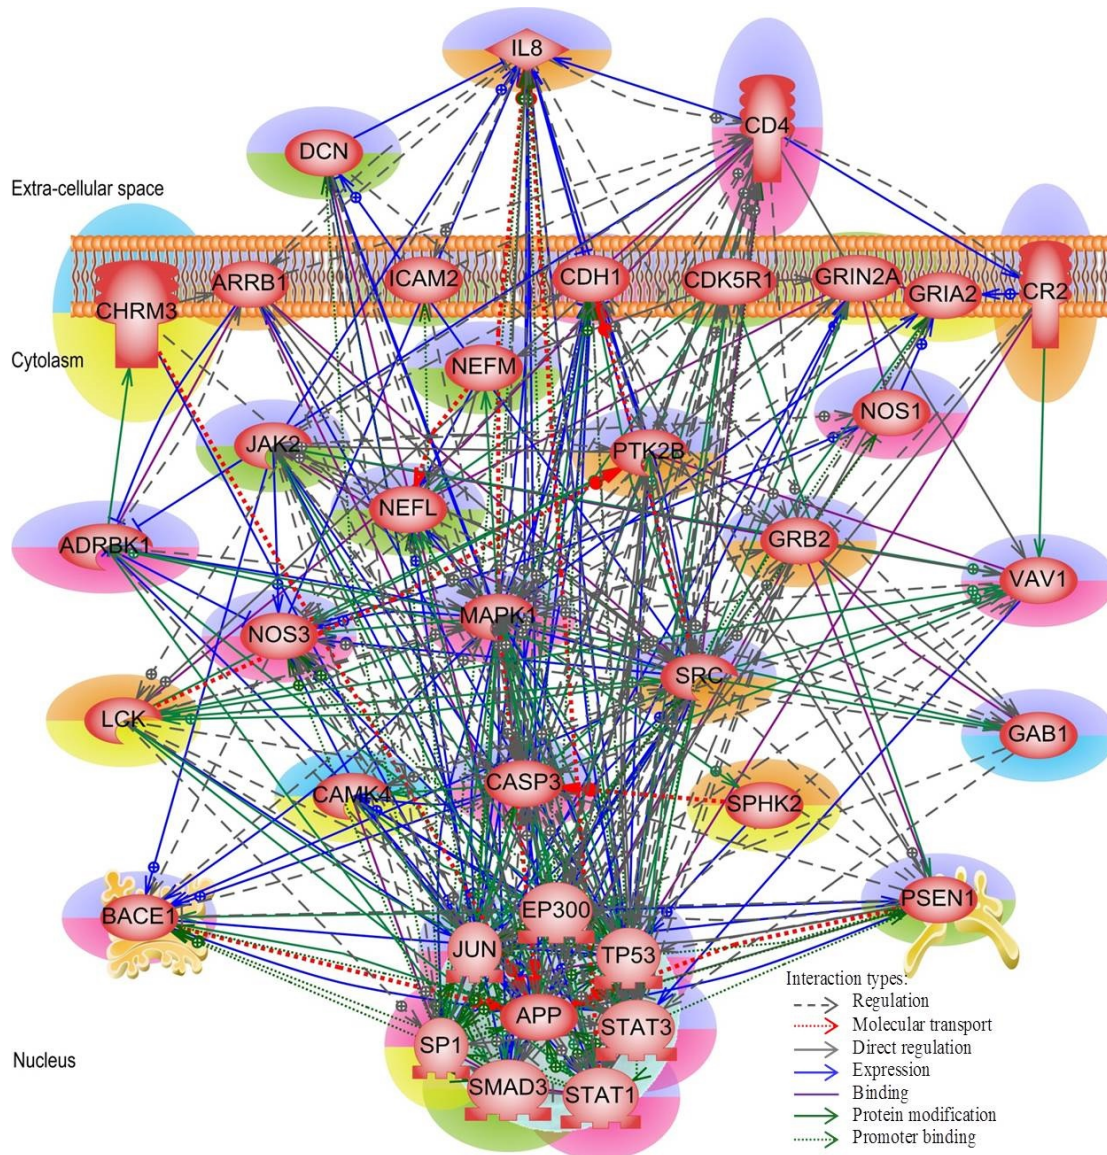 IL8
CD4
DCN
Extra-cellular space
ARRB1
ICAM2
CDH1
CDK5R1
GRIN2A
GRIA2
CR2
CHRM3
Cytolasm
NEFM
NOS1
JAK2
PTK2B
NEFL
GRB2
ADRBK1
VAV1
MAPK1
NOS3
SRC
LCK
GAB1
CASP3
CAMK4
SPHK2
BACE1
EP300
PSEN1
JUN
TP53
Interaction types:
Regulation
APP
STAT3
Molecular transport
SP1
Direct regulation
Nucleus
Expression
SMAD3
STAT1
Binding
Protein modification
Promoter binding